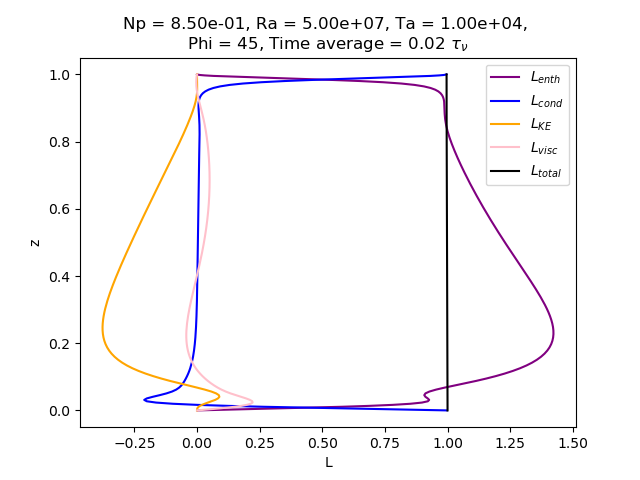 Np = 8.50e-01, Ra = 5.00e+07, Ta = 1.00e+04,
Phi = 45, Time average = 0.02 τ_ν
L_enth
L_cond
L_KE
L_visc
L_total
z
1.0
0.8
0.6
0.4
0.2
0.0
−0.25 0.00 0.25 0.50 0.75 1.00 1.25 1.50
L